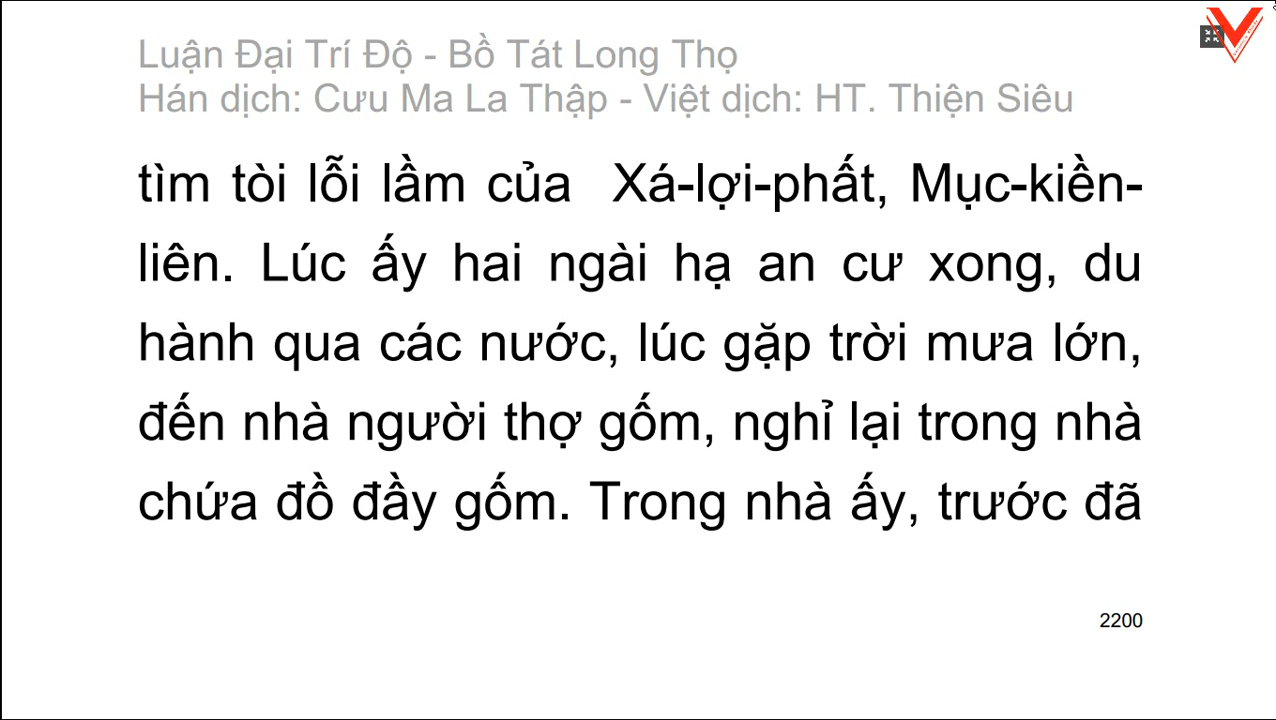 Luận Đại Trí Độ - Bồ Tát Long Thọ
Hán dịch: Cưu Ma La Thập - Việt dịch: HT. Thiện Siêu
tìm tòi lỗi lầm của Xá-lợi-phất, Mục-kiền-
liên. Lúc ấy hai ngài hạ an cư xong, du
hành qua các nước, lúc gặp trời mưa lớn,
đến nhà người thợ gốm, nghỉ lại trong nhà
chứa đồ đầy gốm. Trong nhà ấy, trước đã
2200